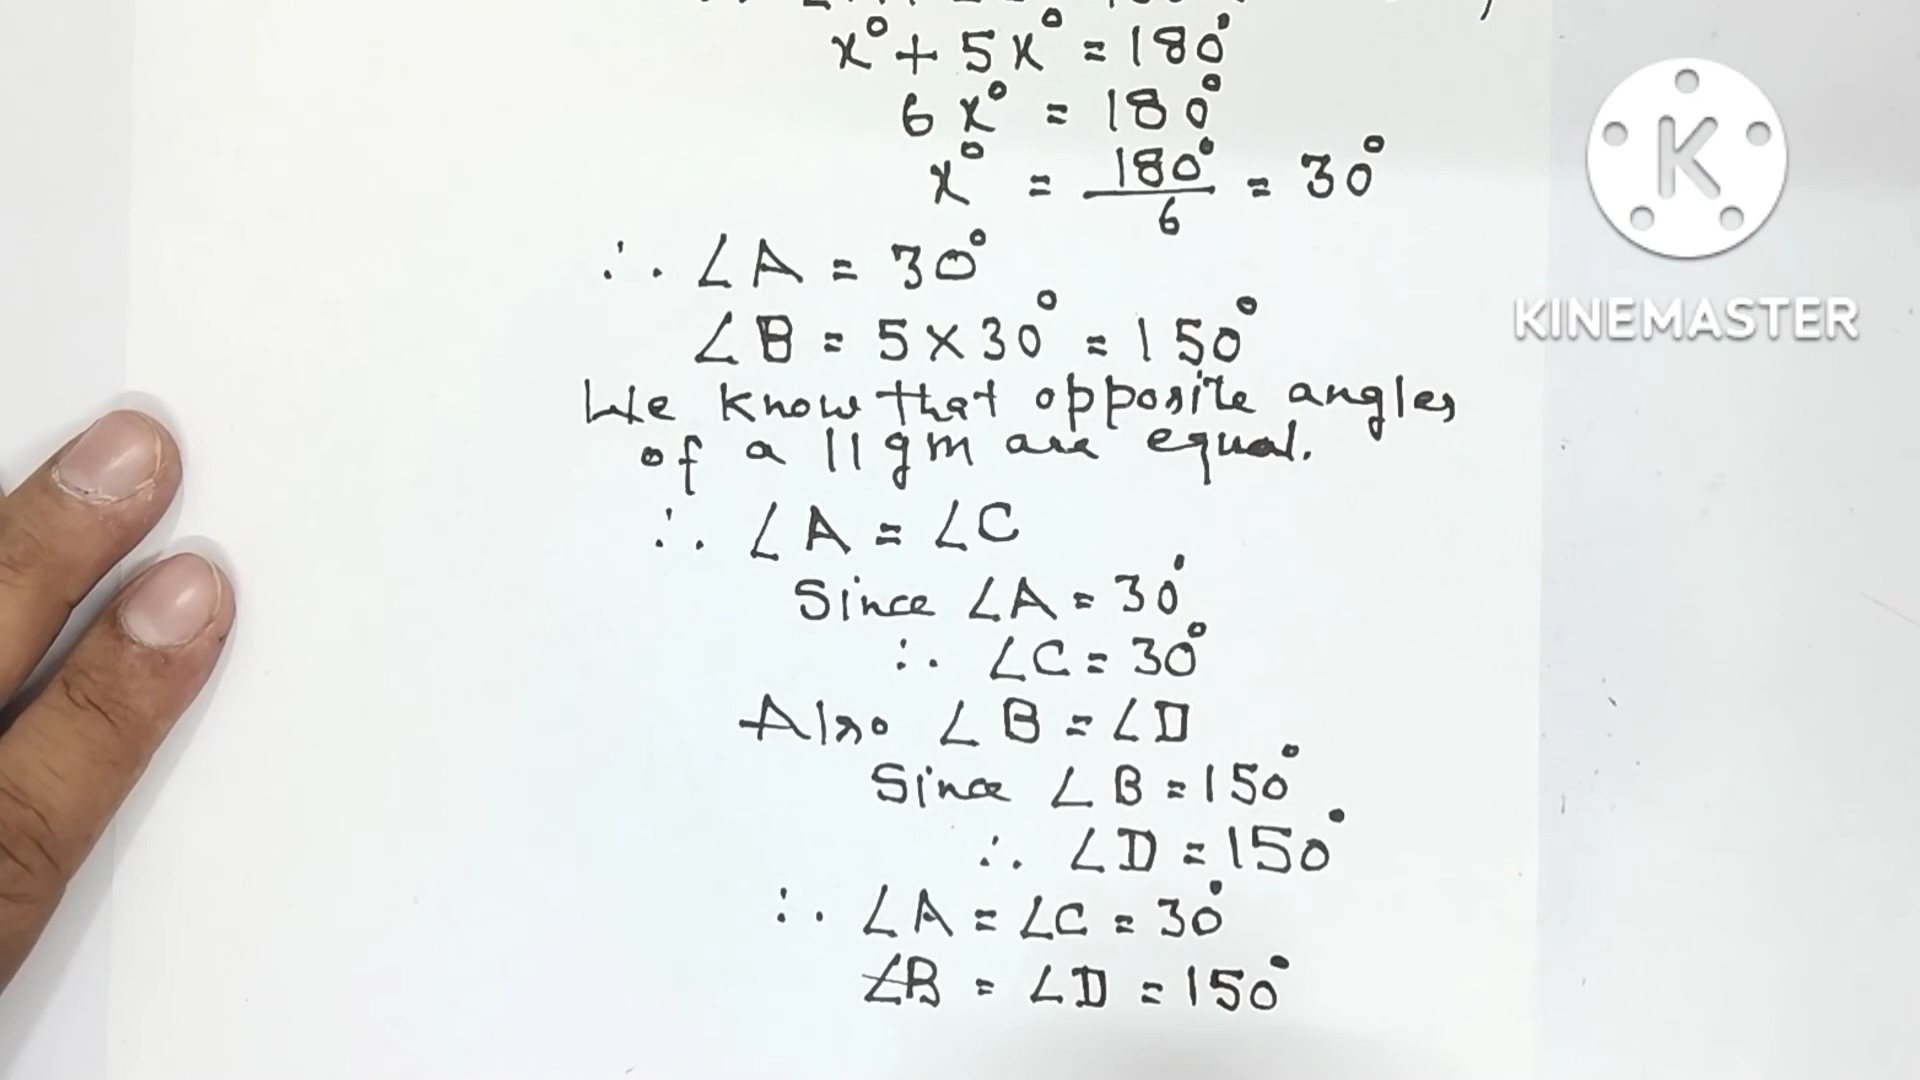 x° + 5x° = 180°
6x° = 180°
x° = 180°/6 = 30°
∴ ∠A = 30°
∠B = 5 × 30° = 150°
We know that opposite angles
of a 11gm are equal.
∴ ∠A = ∠C
Since ∠A = 30°
∴ ∠C = 30°
Also ∠B = ∠D
Since ∠B = 150°
∴ ∠D = 150°
∴ ∠A = ∠C = 30°
∠B = ∠D = 150°
K
KINEMASTER